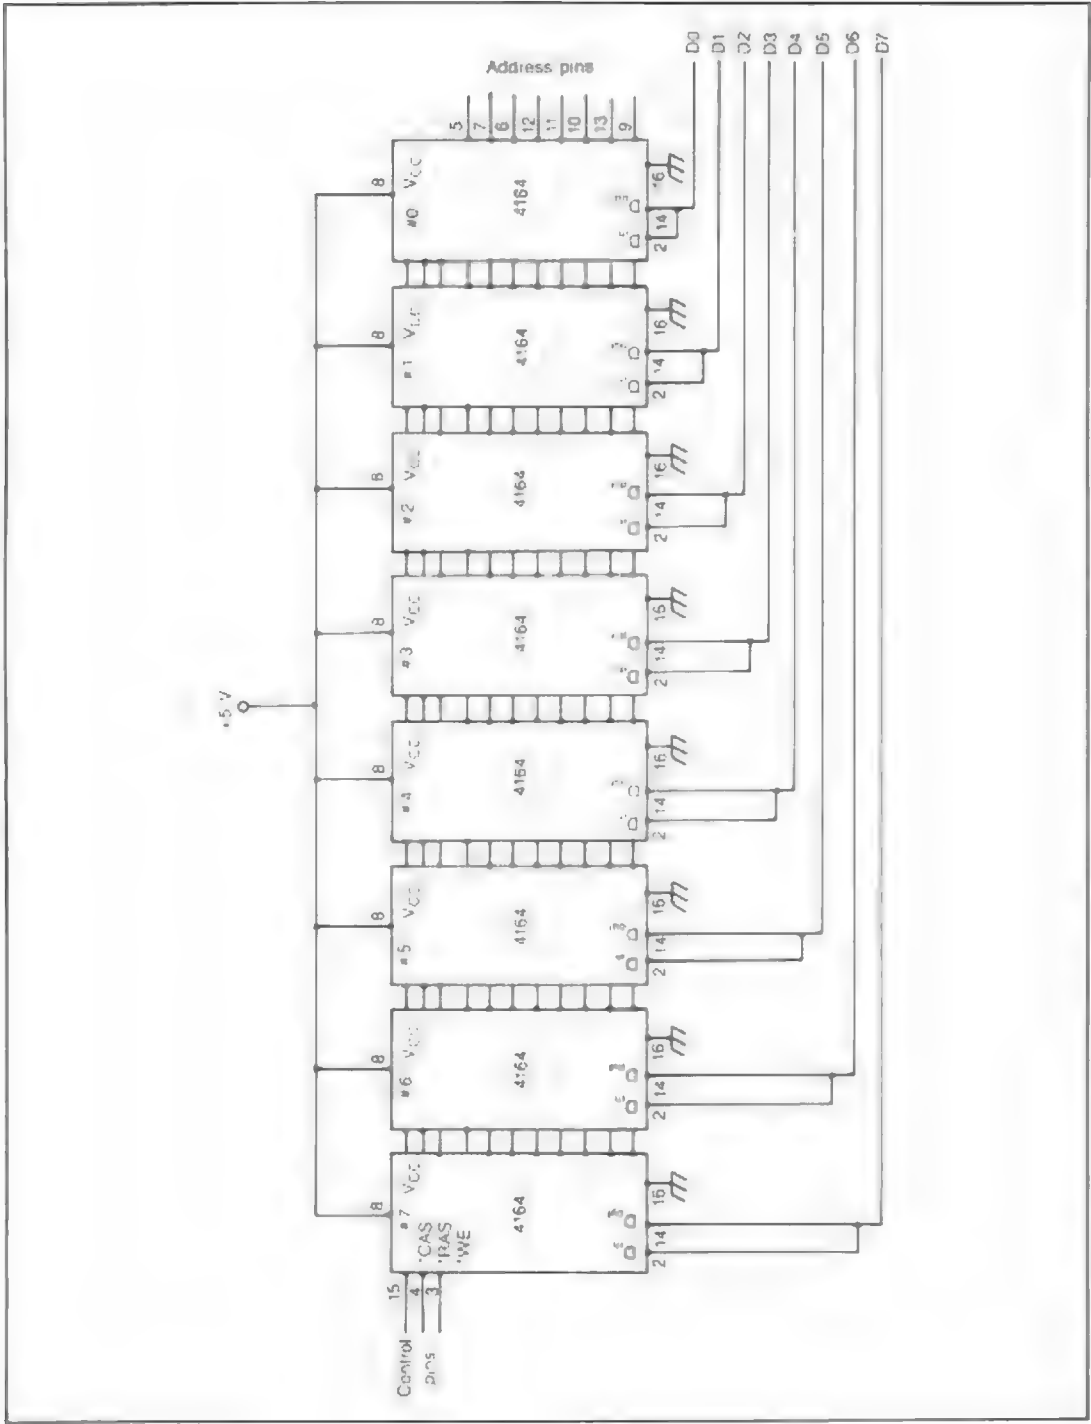 Address pins
5
7
6
12
11
10
13
9
D0
D1
D2
D3
D4
D5
D6
D7
+5 V
8 VCC #0 4164 2 14 16
8 VCC #1 4164 2 14 16
8 VCC #2 4164 2 14 16
8 VCC #3 4164 2 14 16
8 VCC #4 4164 2 14 16
8 VCC #5 4164 2 14 16
8 VCC #6 4164 2 14 16
8 VCC #7 4164 2 14 16
*CAS
*RAS
*WE
15
4
3
Control
pins